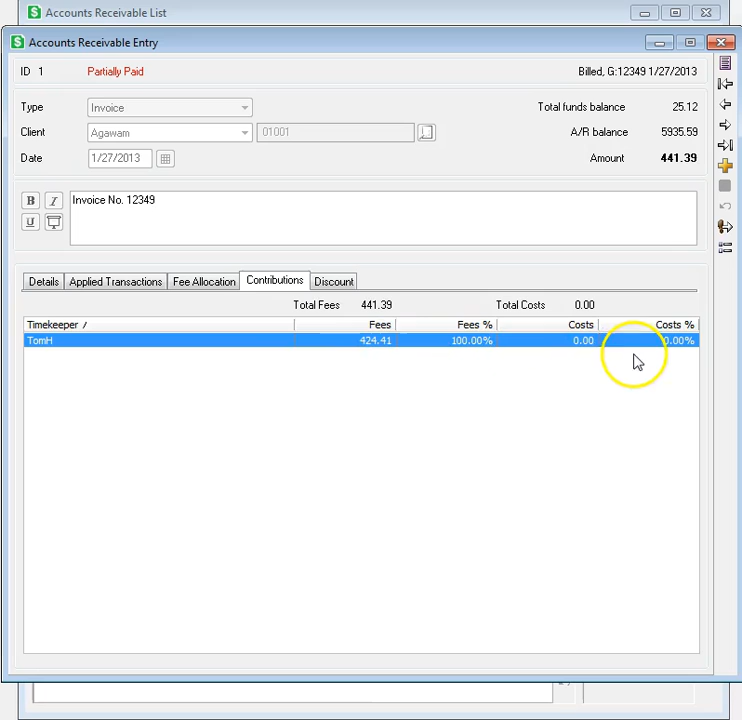 Accounts Receivable List
Accounts Receivable Entry
ID 1 Partially Paid Billed, G:12349 1/27/2013
Type Invoice Total funds balance 25.12
Client Agawam 01001 A/R balance 5935.59
Date 1/27/2013 Amount 441.39
B I Invoice No. 12349
U
Details Applied Transactions Fee Allocation Contributions Discount
Total Fees 441.39 Total Costs 0.00
Timekeeper / Fees Fees % Costs Costs %
TomH 424.41 100.00% 0.00 0.00%